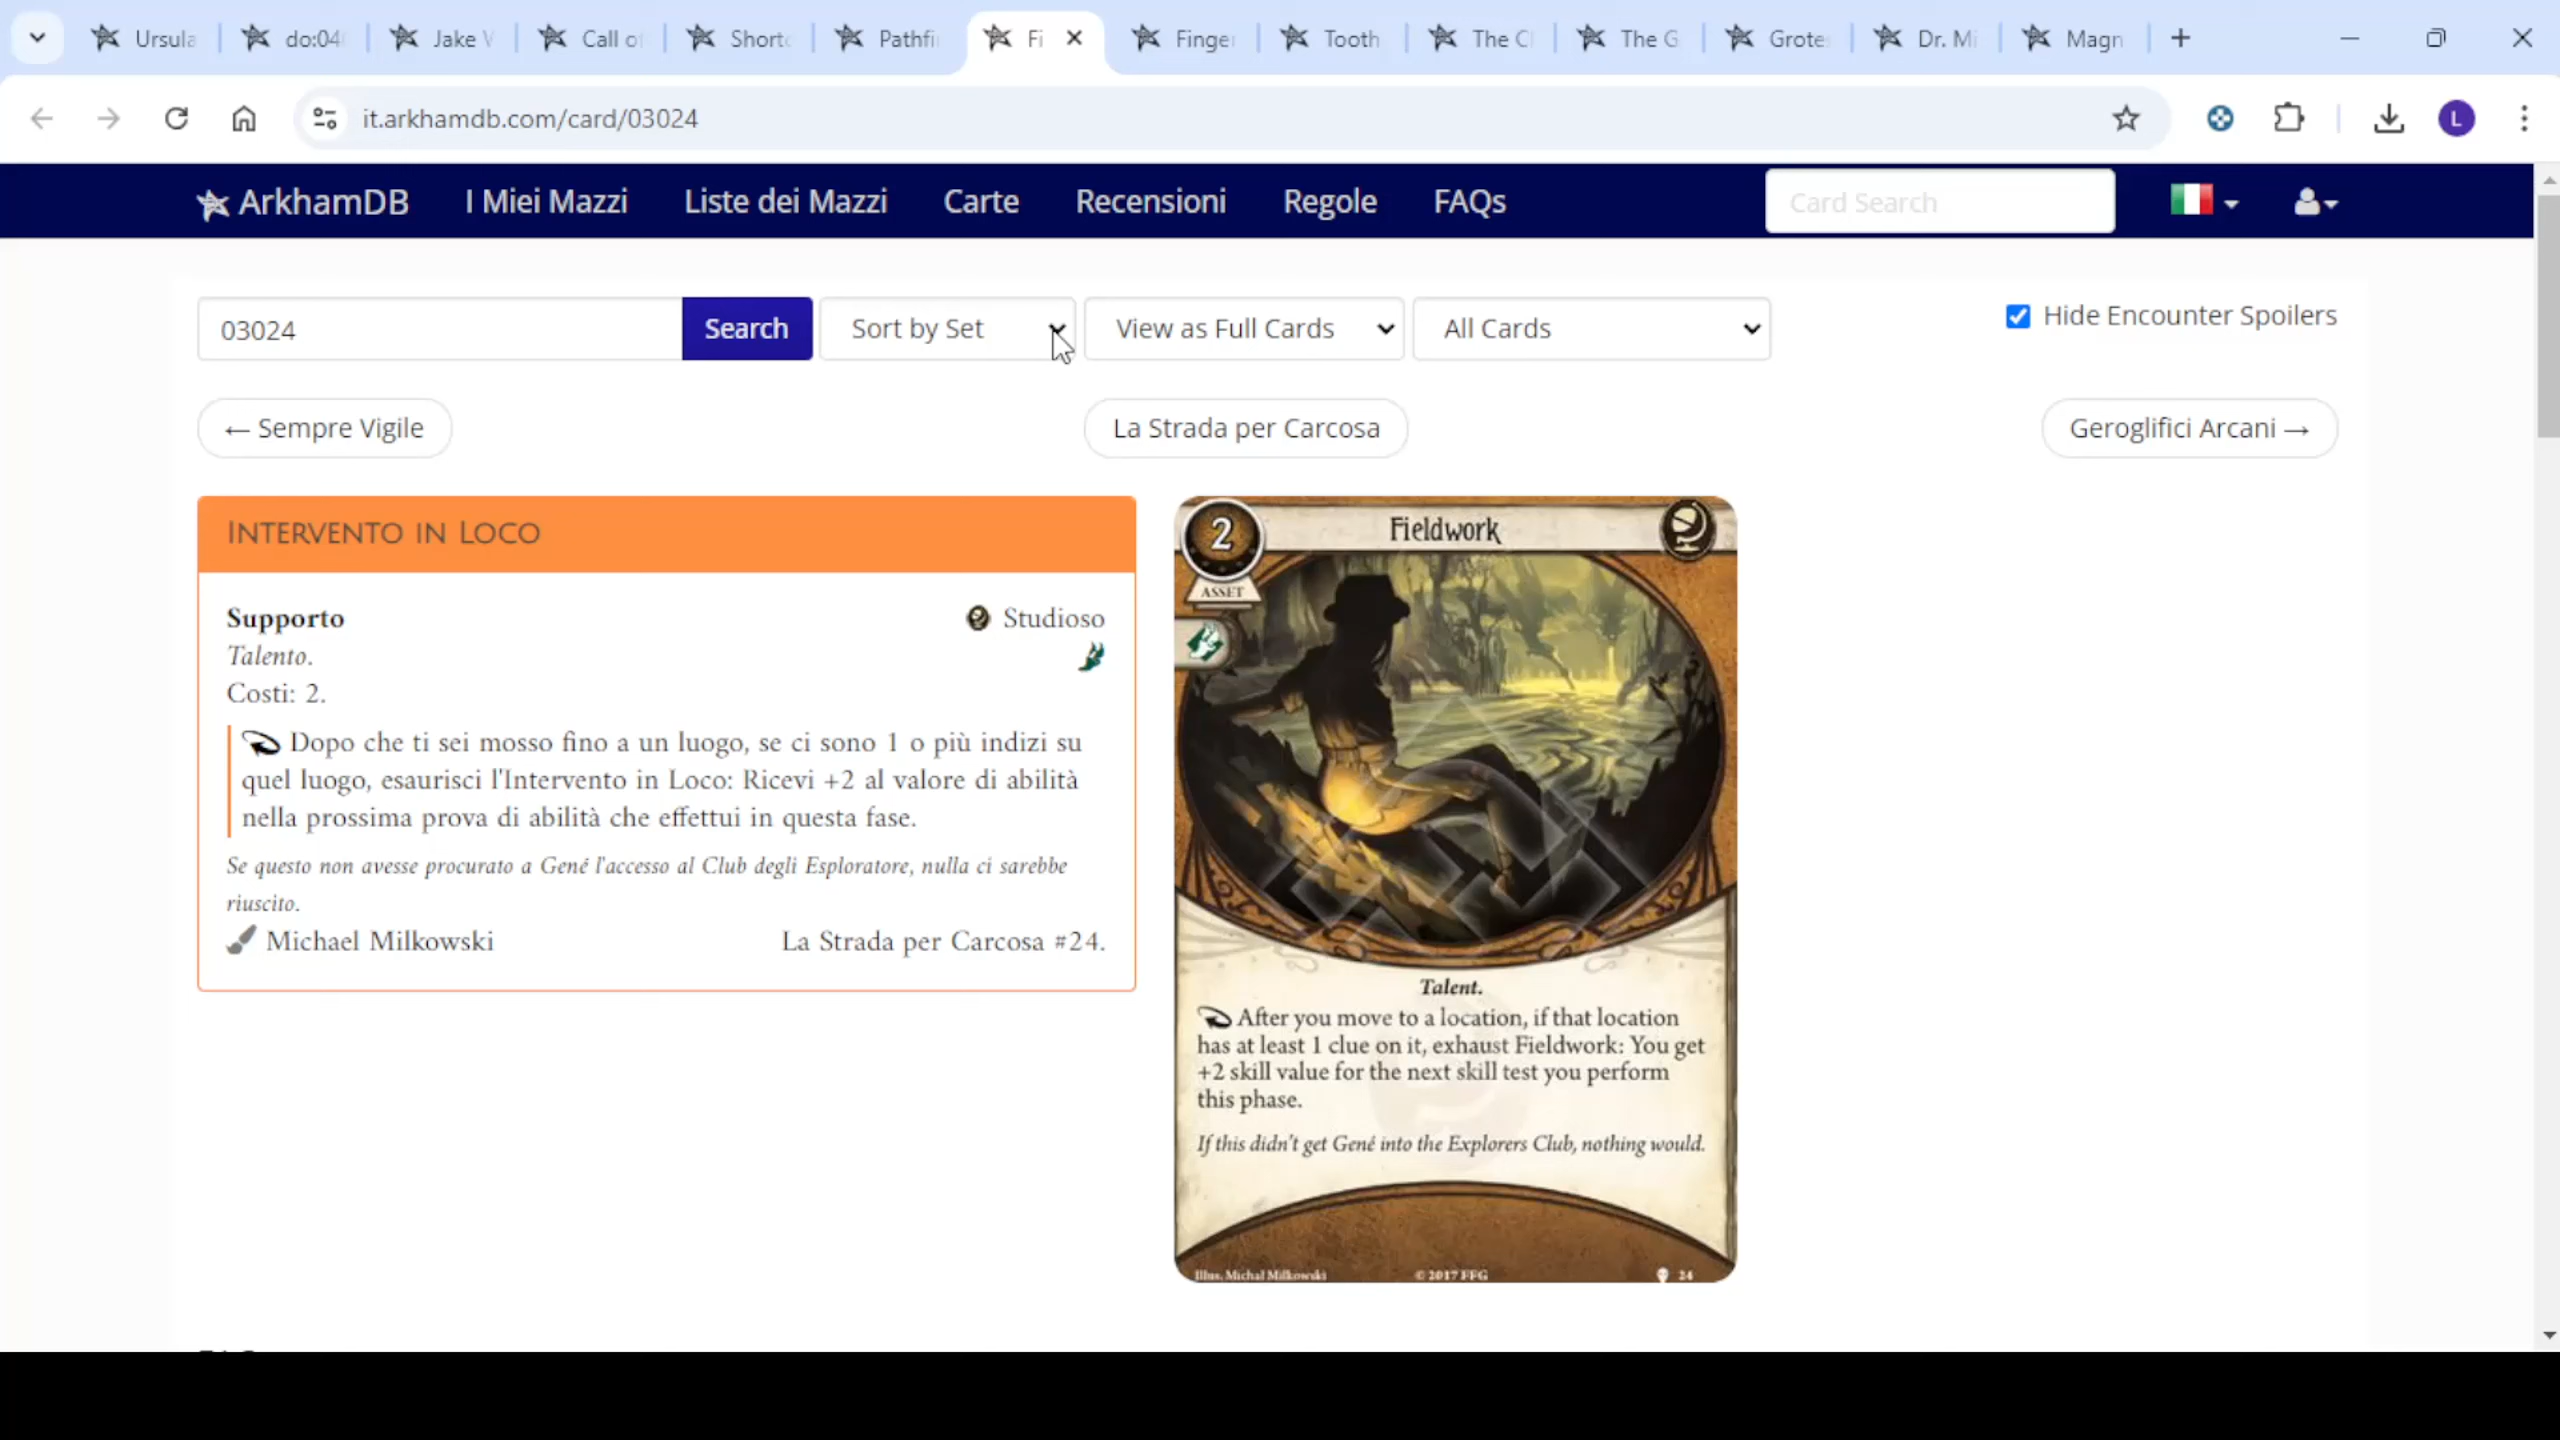 Ursula
do:04
Jake V
Call o
Shortc
Pathfi
Fi
Finge
Tooth
The C
The G
Grote
Dr. Mi
Magn
it.arkhamdb.com/card/03024
L
ArkhamDB
I Miei Mazzi
Liste dei Mazzi
Carte
Recensioni
Regole
FAQs
Card Search
03024
Search
Sort by Set
View as Full Cards
All Cards
Hide Encounter Spoilers
← Sempre Vigile
La Strada per Carcosa
Geroglifici Arcani →
Intervento in Loco
Supporto
Studioso
Talento.
Costi: 2.
Dopo che ti sei mosso fino a un luogo, se ci sono 1 o più indizi su
quel luogo, esaurisci l'Intervento in Loco: Ricevi +2 al valore di abilità
nella prossima prova di abilità che effettui in questa fase.
Se questo non avesse procurato a Gené l'accesso al Club degli Esploratore, nulla ci sarebbe
riuscito.
Michael Milkowski
La Strada per Carcosa #24.
2
Fieldwork
ASSET
Talent.
After you move to a location, if that location
has at least 1 clue on it, exhaust Fieldwork: You get
+2 skill value for the next skill test you perform
this phase.
If this didn't get Gené into the Explorers Club, nothing would.
Illus. Michal Milkowski
© 2017 FFG
24